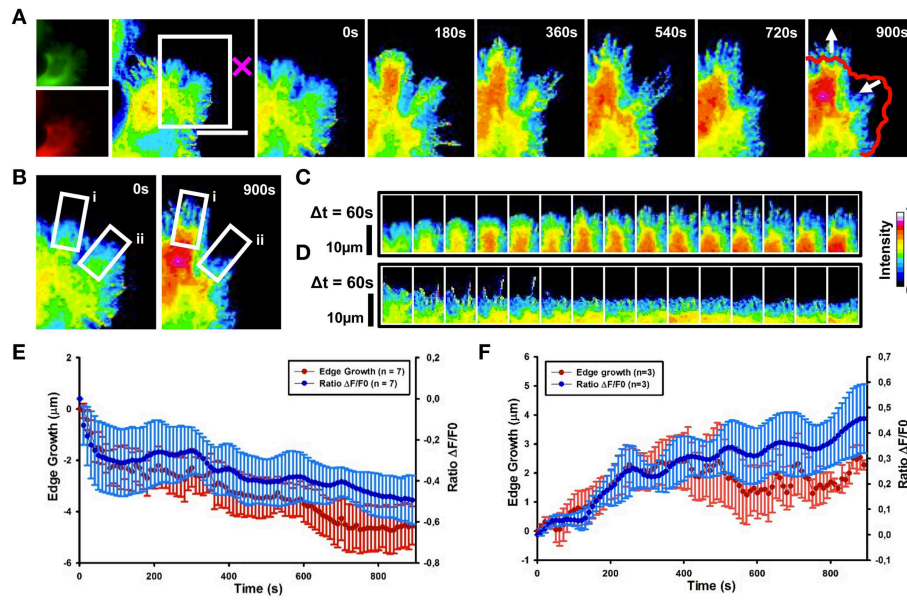 A
0s
180s
360s
540s
720s
900s
B
0s
900s
i
ii
i
ii
C
Δt = 60s
10μm
D
Δt = 60s
10μm
Intensity
E
Edge Growth (n = 7)
Ratio ΔF/F0 (n = 7)
Edge Growth (μm)
2
0
-2
-4
-6
0,2
0,0
-0,2
-0,4
-0,6
-0,8
Ratio ΔF/F0
0
200
400
600
800
Time (s)
F
Edge growth (n=3)
Ratio ΔF/F0 (n=3)
Edge Growth (μm)
6
5
4
3
2
1
0
-1
0,7
0,6
0,5
0,4
0,3
0,2
0,1
0,0
-0,1
Ratio ΔF/F0
0
200
400
600
800
Time (s)